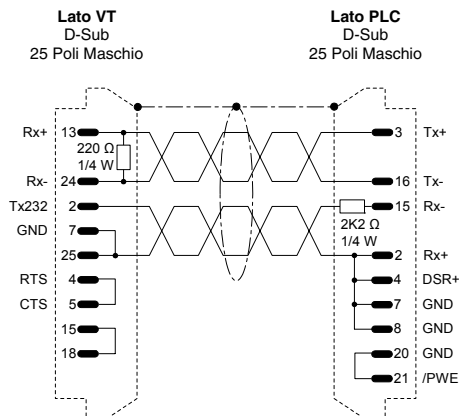 Lato VT
D-Sub
25 Poli Maschio
Lato PLC
D-Sub
25 Poli Maschio
Rx+ 13
220 Ω
1/4 W
Rx- 24
Tx232 2
GND 7
25
RTS 4
CTS 5
15
18
3 Tx+
16 Tx-
15 Rx-
2K2 Ω
1/4 W
2 Rx+
4 DSR+
7 GND
8 GND
20 GND
21 /PWE